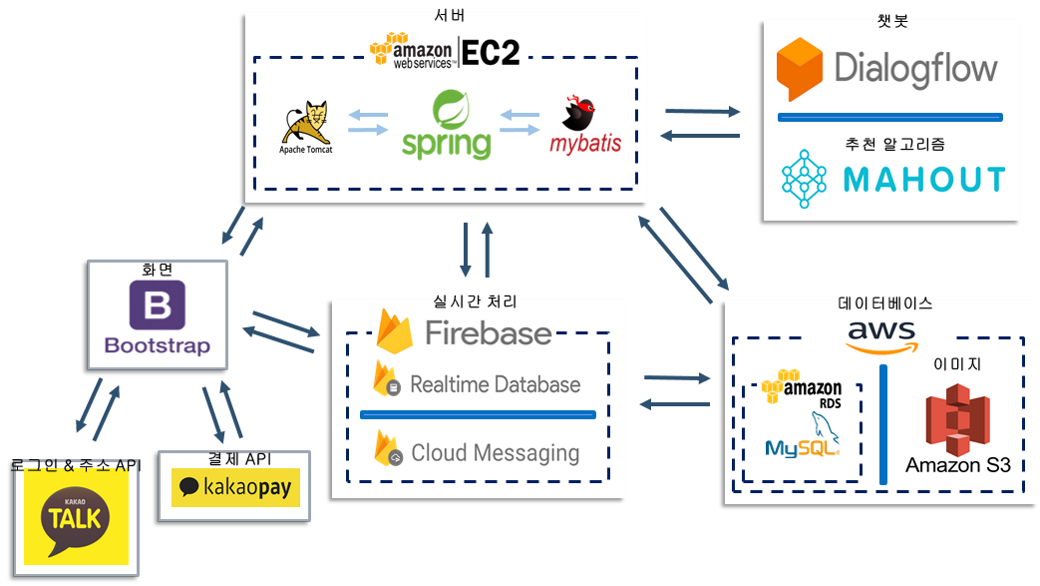 서버
amazon
web services™
EC2
Apache Tomcat
spring
mybatis
챗봇
Dialogflow
추천 알고리즘
MAHOUT
화면
B
Bootstrap
실시간 처리
Firebase
Realtime Database
Cloud Messaging
데이터베이스
aws
amazon
RDS
MySQL
이미지
Amazon S3
로그인 & 주소 API
KAKAO
TALK
결제 API
kakaopay